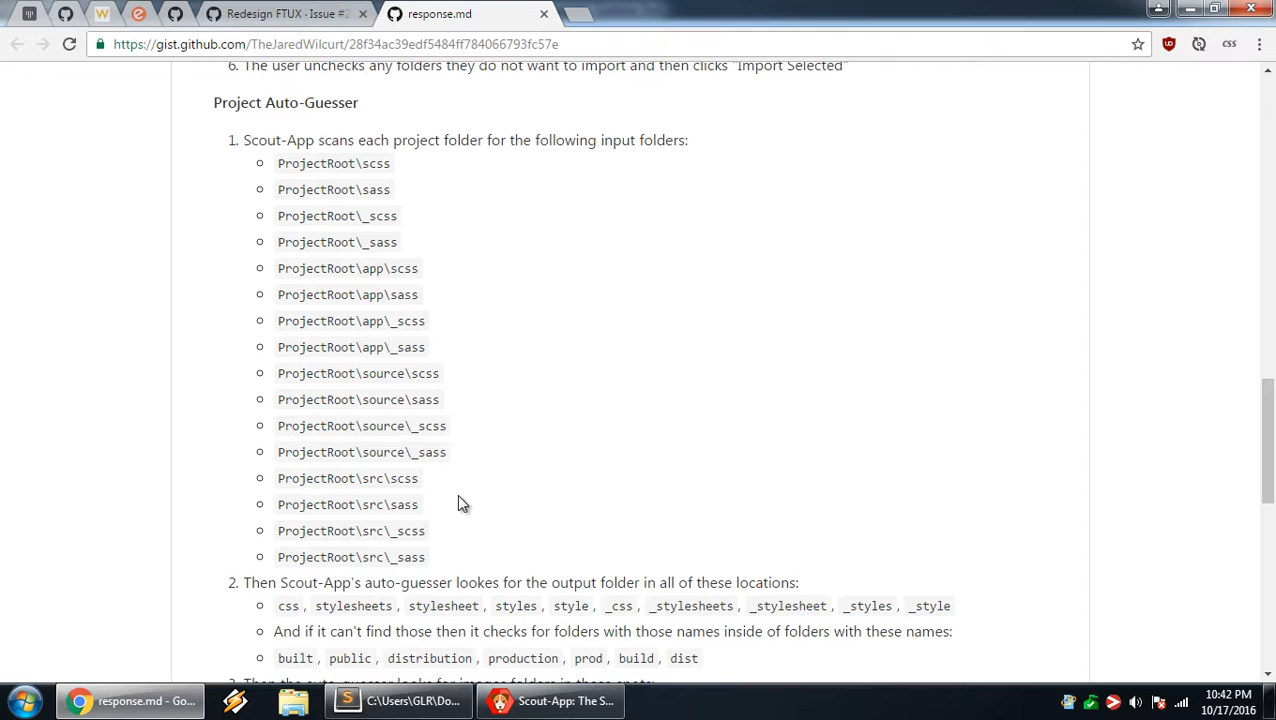 Redesign FTUX · Issue #2
response.md
https://gist.github.com/TheJaredWilcurt/28f34ac39edf5484ff784066793fc57e
css
6. The user unchecks any folders they do not want to import and then clicks "Import Selected"
Project Auto-Guesser
1. Scout-App scans each project folder for the following input folders:
ProjectRoot\scss
ProjectRoot\sass
ProjectRoot\_scss
ProjectRoot\_sass
ProjectRoot\app\scss
ProjectRoot\app\sass
ProjectRoot\app\_scss
ProjectRoot\app\_sass
ProjectRoot\source\scss
ProjectRoot\source\sass
ProjectRoot\source\_scss
ProjectRoot\source\_sass
ProjectRoot\src\scss
ProjectRoot\src\sass
ProjectRoot\src\_scss
ProjectRoot\src\_sass
2. Then Scout-App's auto-guesser lookes for the output folder in all of these locations:
css , stylesheets , stylesheet , styles , style , _css , _stylesheets , _stylesheet , _styles , _style
And if it can't find those then it checks for folders with those names inside of folders with these names:
built , public , distribution , production , prod , build , dist
response.md - Go...
C:\Users\GLR\Do...
Scout-App: The S...
10:42 PM
10/17/2016